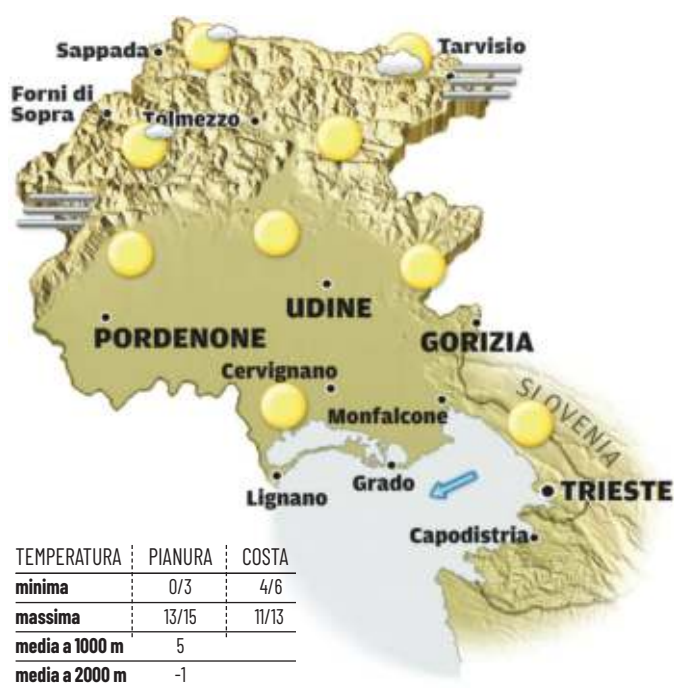 Sappada
Tarvisio
Forni di
Sopra
Tolmezzo
UDINE
PORDENONE
GORIZIA
Cervignano
SLOVENIA
Monfalcone
Lignano
Grado
TRIESTE
Capodistria
TEMPERATURA PIANURA COSTA
minima 0/3 4/6
massima 13/15 11/13
media a 1000 m 5
media a 2000 m -1